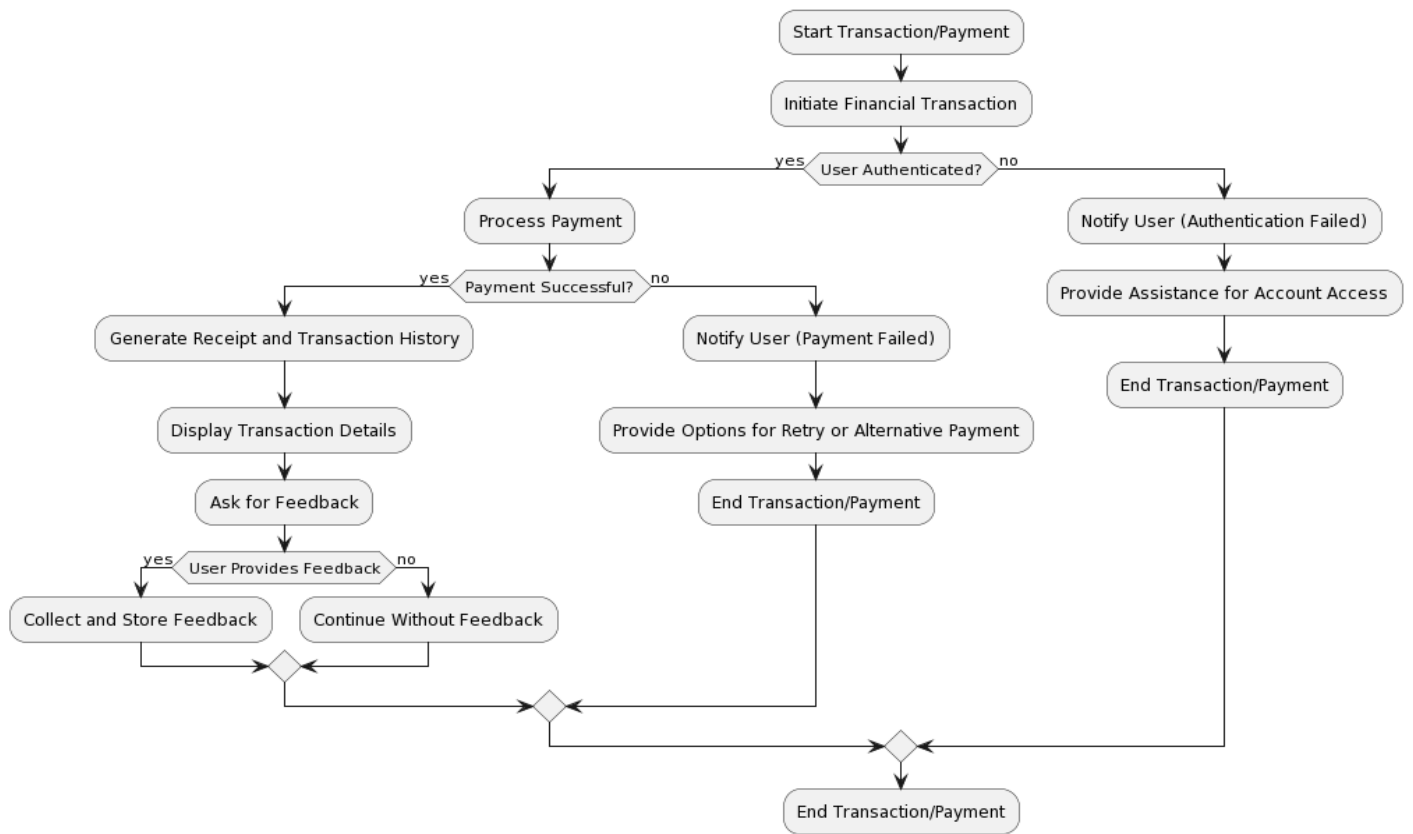 Start Transaction/Payment
Initiate Financial Transaction
yes
User Authenticated?
no
Process Payment
Notify User (Authentication Failed)
yes
Payment Successful?
no
Provide Assistance for Account Access
Generate Receipt and Transaction History
Notify User (Payment Failed)
End Transaction/Payment
Display Transaction Details
Provide Options for Retry or Alternative Payment
Ask for Feedback
End Transaction/Payment
yes
User Provides Feedback
no
Collect and Store Feedback
Continue Without Feedback
End Transaction/Payment